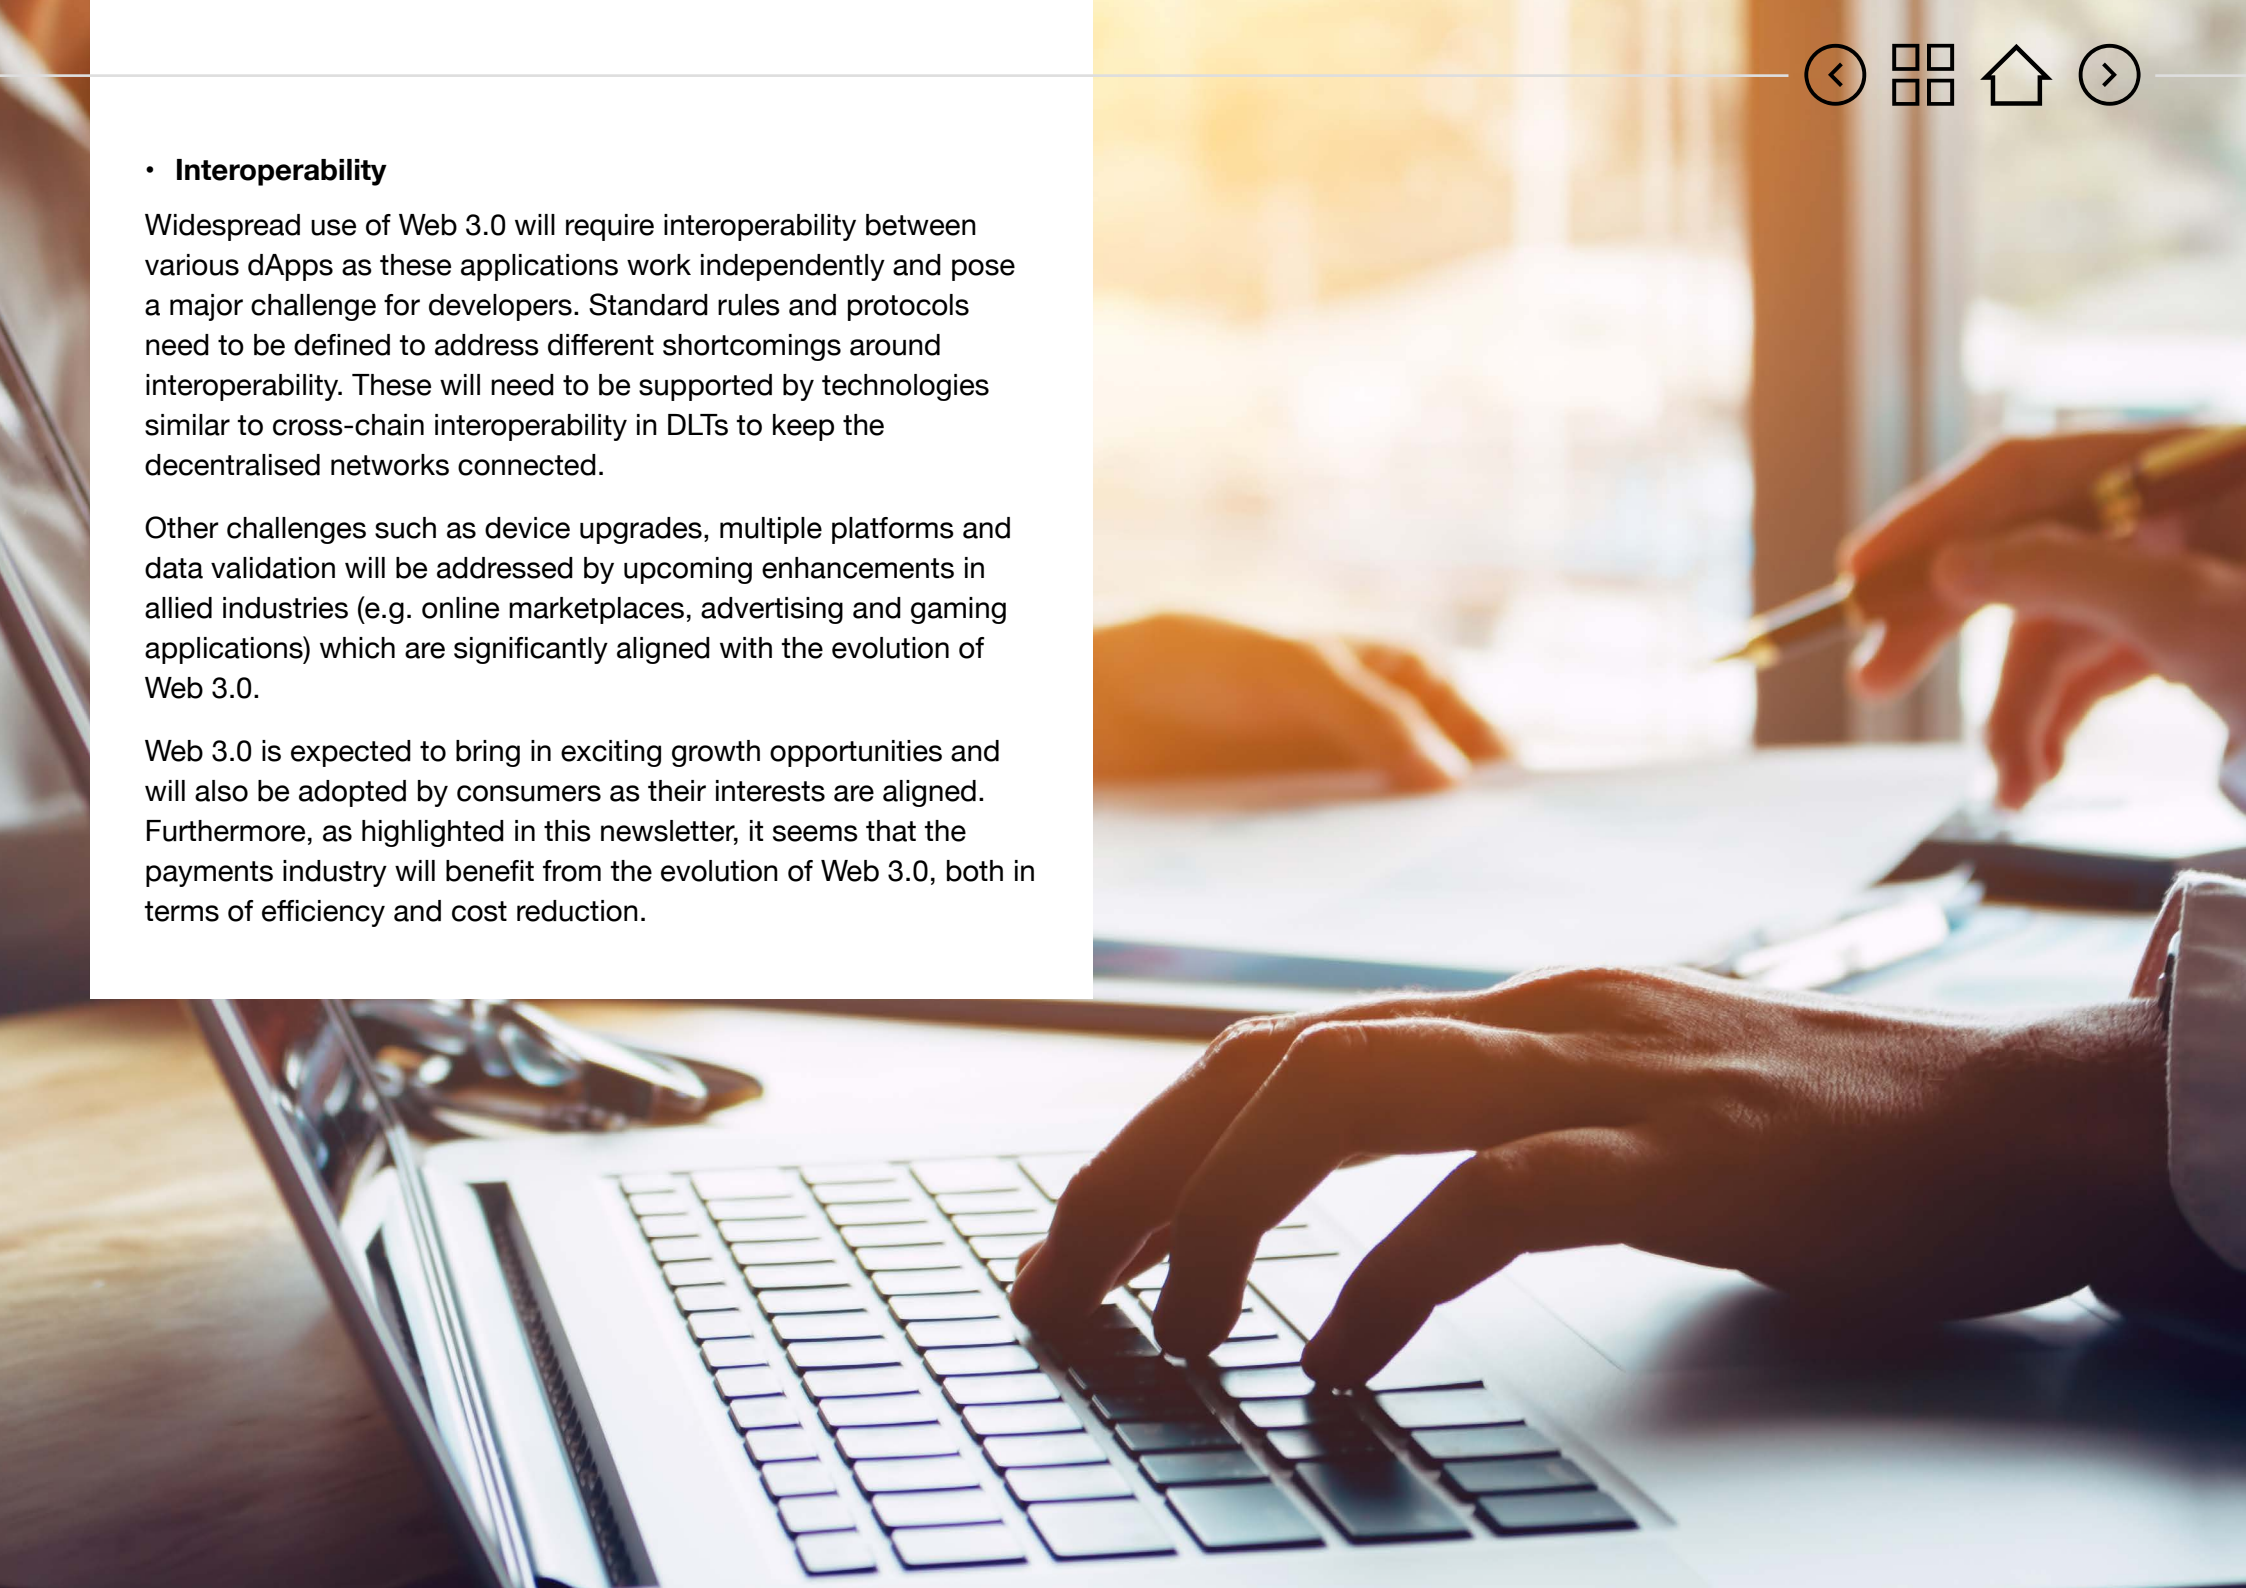 • Interoperability
Widespread use of Web 3.0 will require interoperability between
various dApps as these applications work independently and pose
a major challenge for developers. Standard rules and protocols
need to be defined to address different shortcomings around
interoperability. These will need to be supported by technologies
similar to cross-chain interoperability in DLTs to keep the
decentralised networks connected.
Other challenges such as device upgrades, multiple platforms and
data validation will be addressed by upcoming enhancements in
allied industries (e.g. online marketplaces, advertising and gaming
applications) which are significantly aligned with the evolution of
Web 3.0.
Web 3.0 is expected to bring in exciting growth opportunities and
will also be adopted by consumers as their interests are aligned.
Furthermore, as highlighted in this newsletter, it seems that the
payments industry will benefit from the evolution of Web 3.0, both in
terms of efficiency and cost reduction.